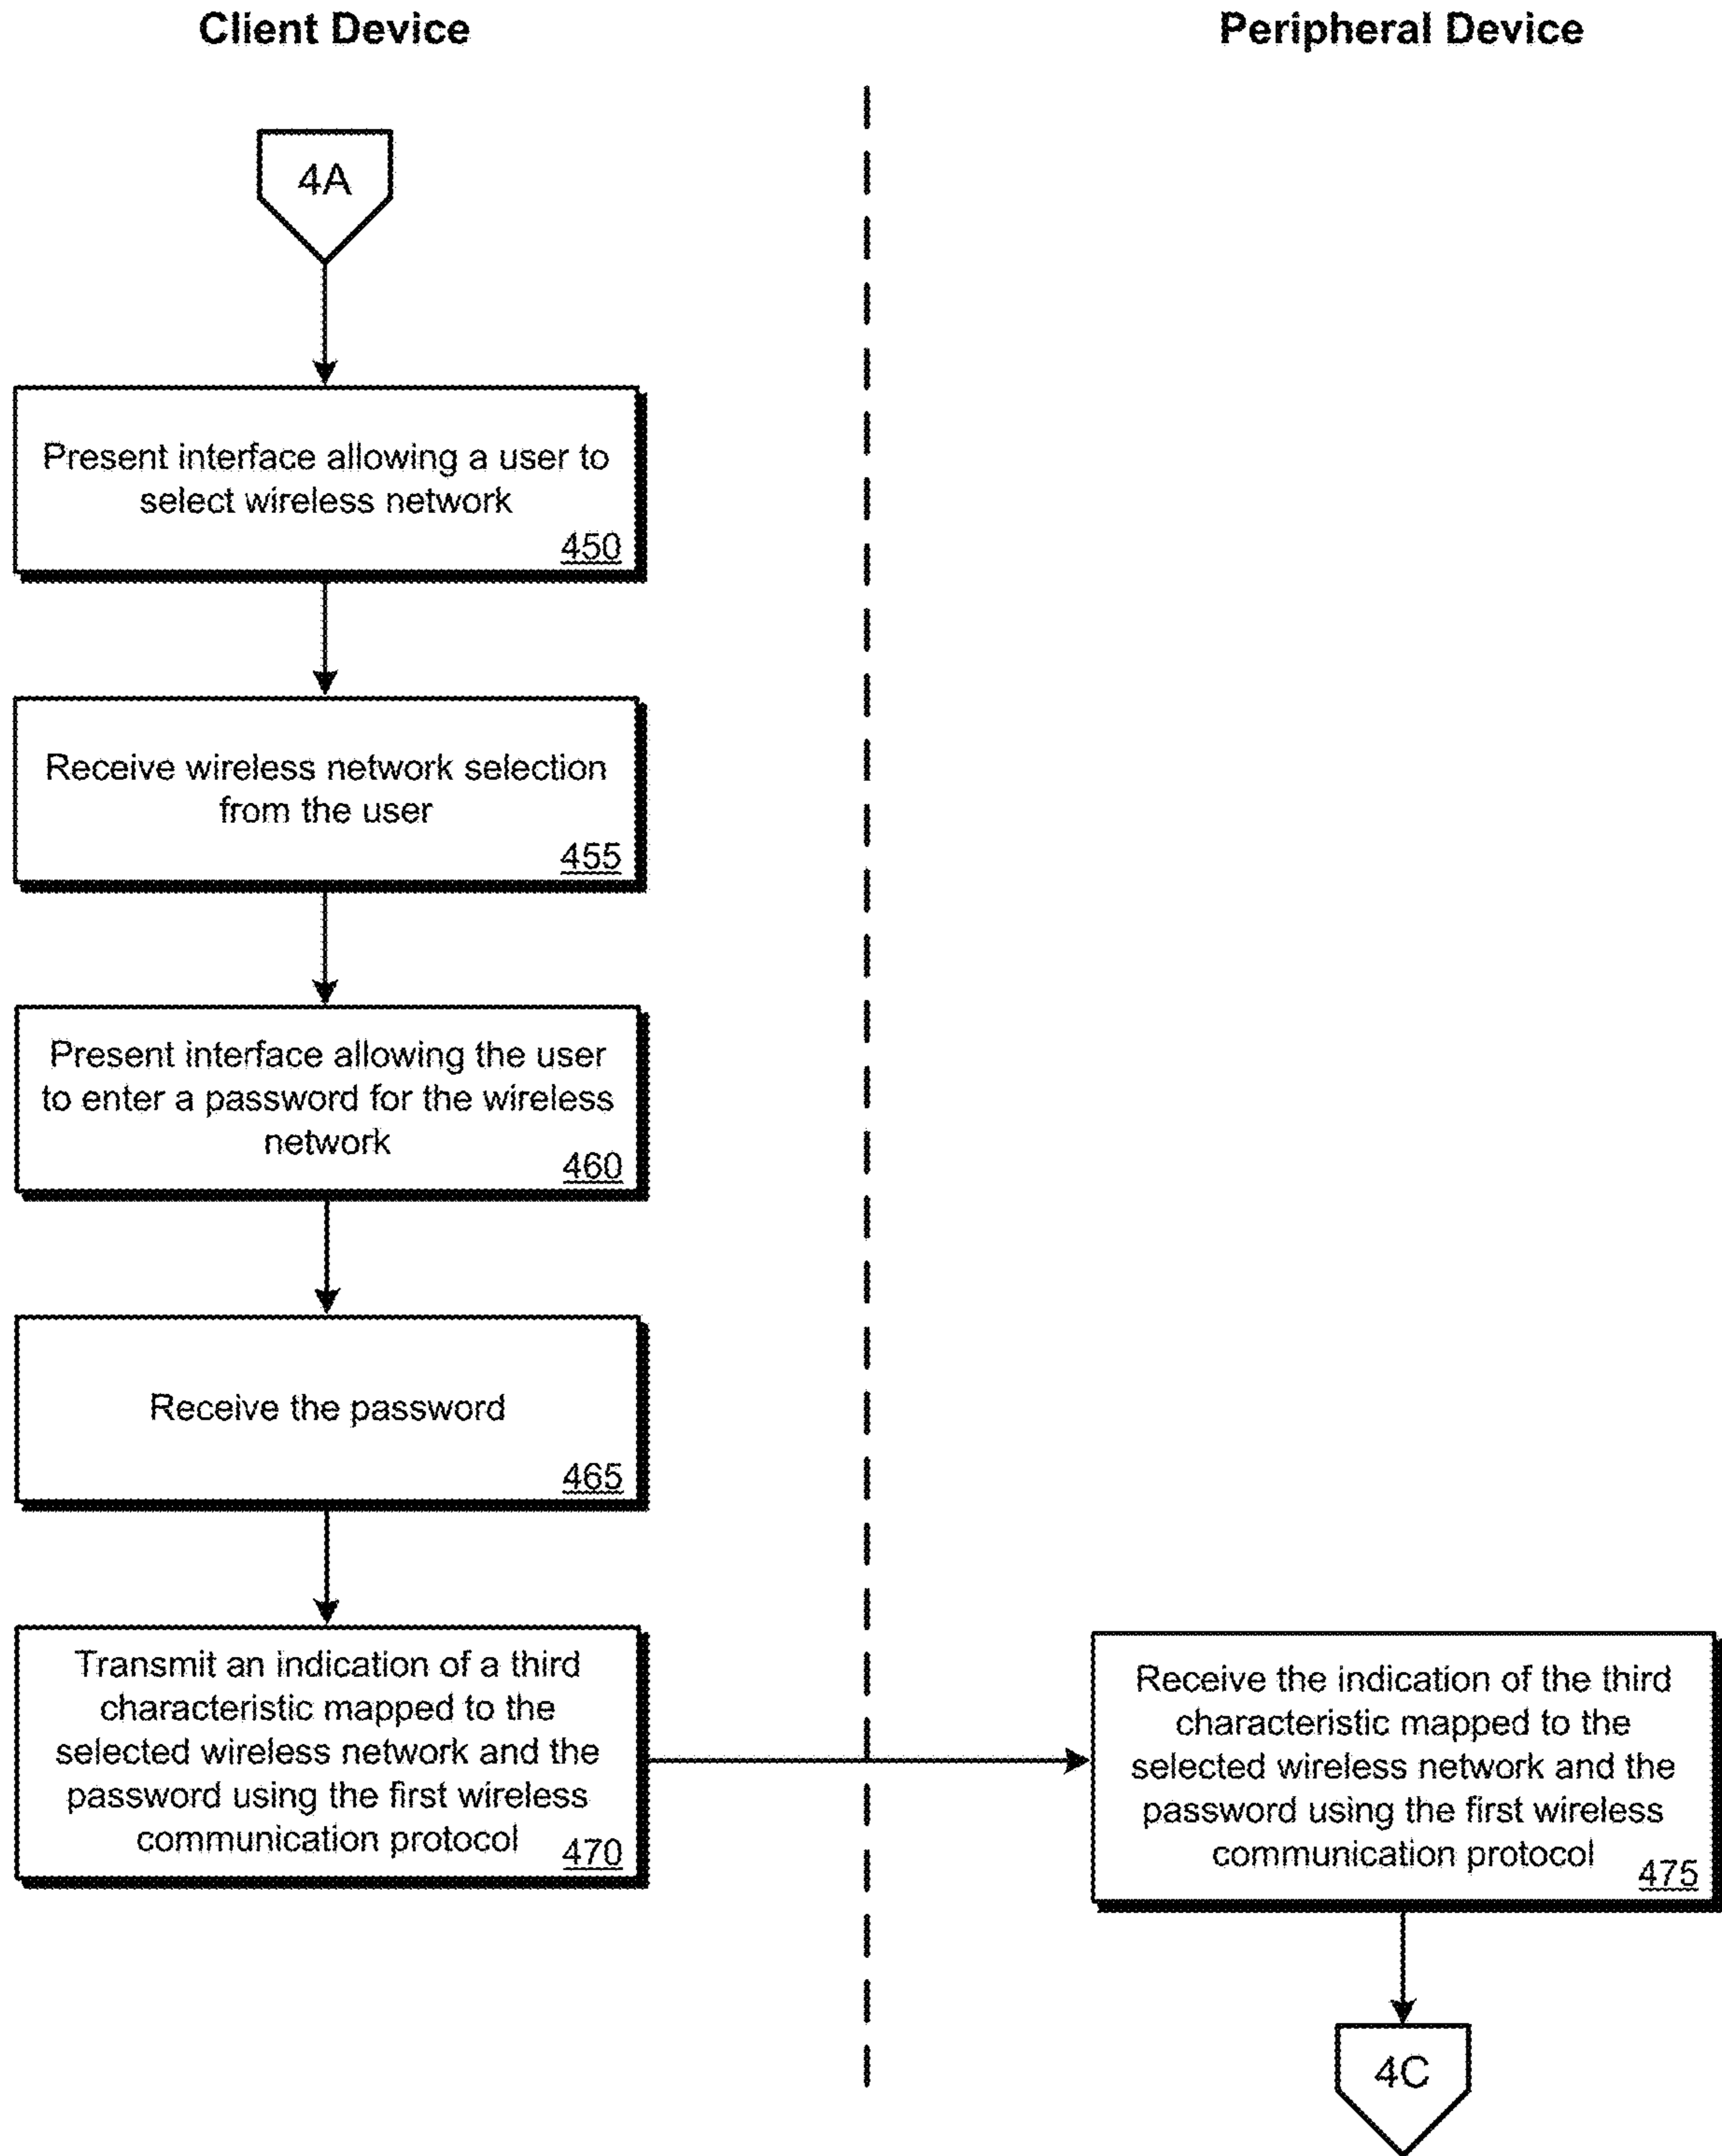 Client Device
Peripheral Device
4A
Present interface allowing a user to
select wireless network
450
Receive wireless network selection
from the user
455
Present interface allowing the user
to enter a password for the wireless
network
460
Receive the password
465
Transmit an indication of a third
characteristic mapped to the
selected wireless network and the
password using the first wireless
communication protocol
470
Receive the indication of the third
characteristic mapped to the
selected wireless network and the
password using the first wireless
communication protocol
475
4C